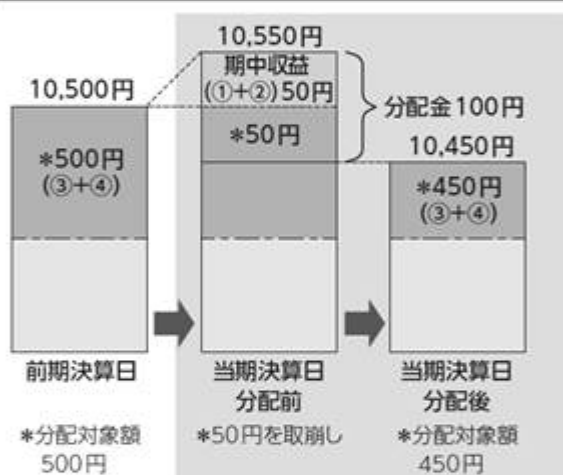 10,550円
期中収益
(①+②)50円
10,500円
分配金100円
*50円
10,450円
*500円
(③+④)
*450円
(③+④)
前期決算日
当期決算日
分配前
当期決算日
分配後
*分配対象額
500円
*50円を取崩し
*分配対象額
450円